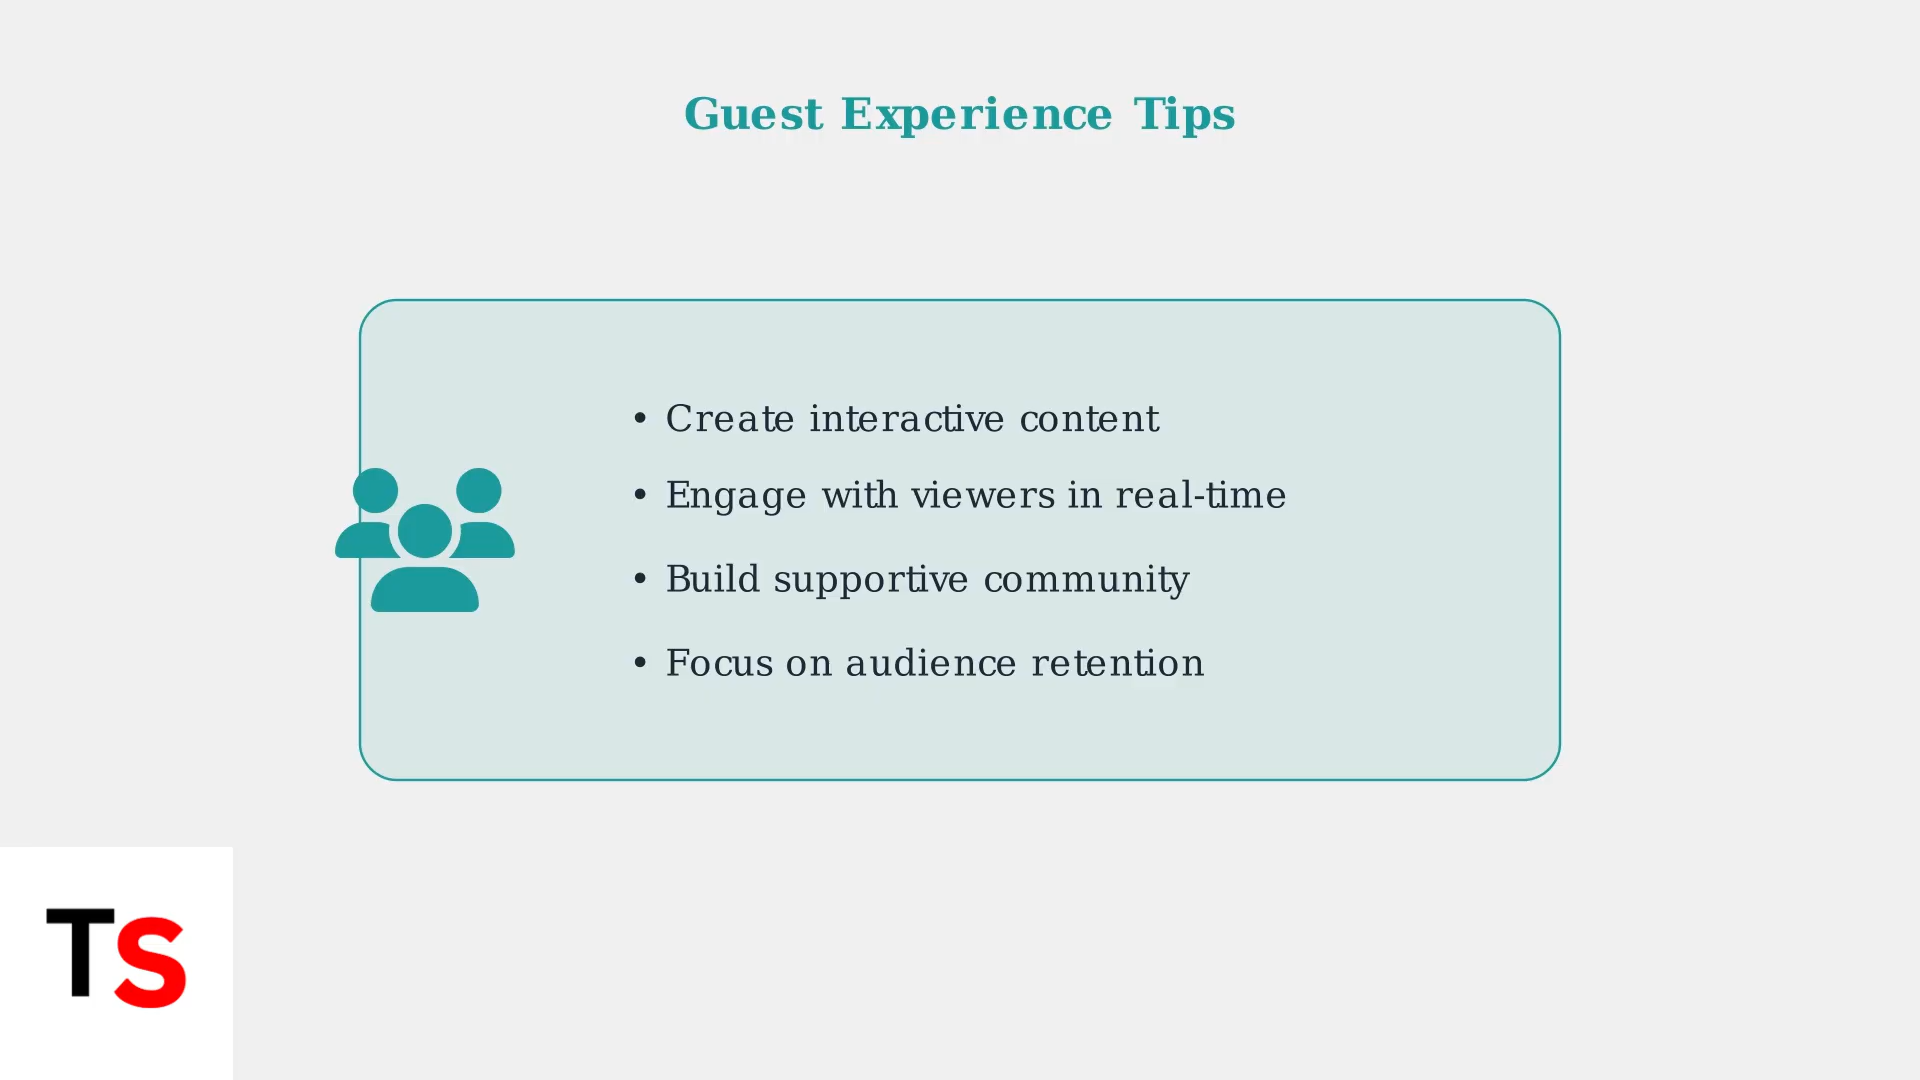 Guest Experience Tips
• Create interactive content
• Engage with viewers in real-time
• Build supportive community
• Focus on audience retention
TS